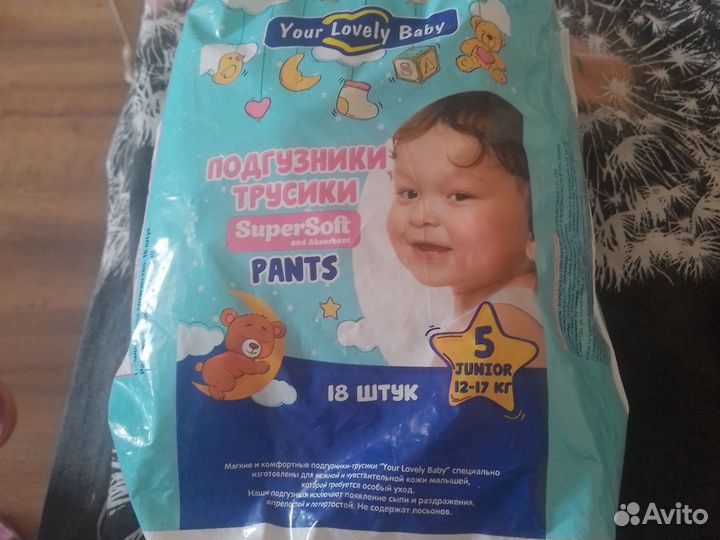 Your Lovely Baby
ПОДГУЗНИКИ
ТРУСИКИ
SuperSoft
and Absorbent
PANTS
5
JUNIOR
12-17 КГ
18 ШТУК
Мягкие и комфортные подгузники-трусики "Your Lovely Baby" специально
изготовлены для нежной и чувствительной кожи малышей,
которой требуется особый уход.
Наши подгузники исключают появление сыпи и раздражения,
опрелостей и потертостей. Не содержат лосьонов.
Avito